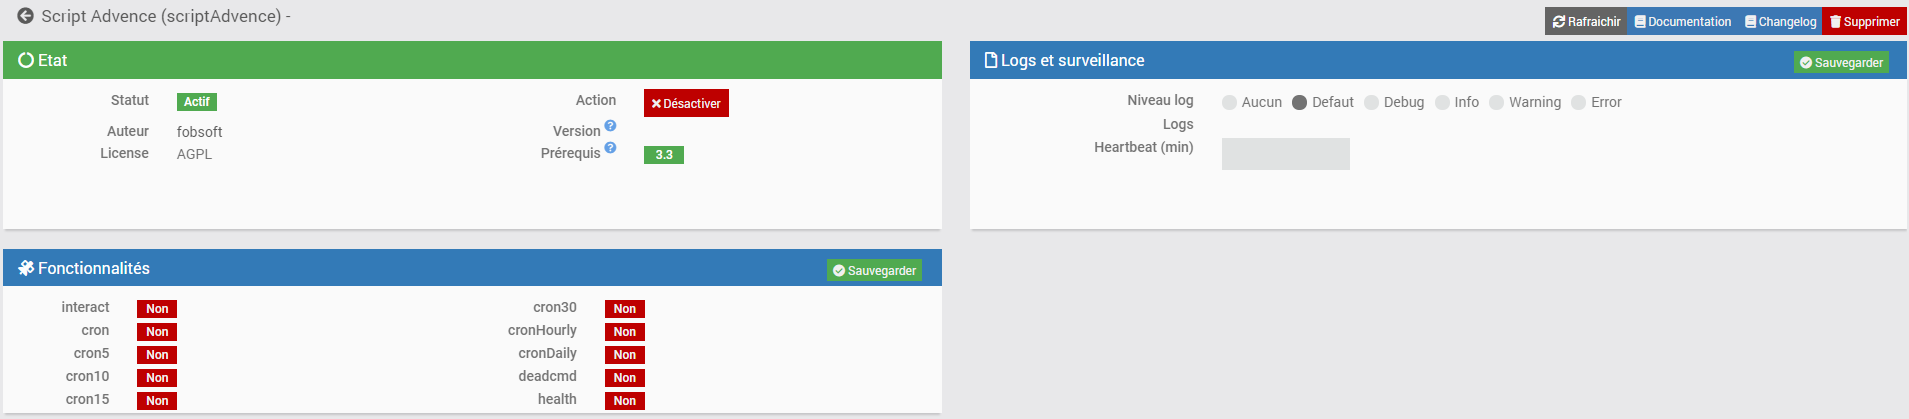 Script Advence (scriptAdvence) -
Rafraichir Documentation Changelog Supprimer
Etat
Statut Actif Action Désactiver
Auteur fobsoft Version
License AGPL Prérequis 3.3
Logs et surveillance Sauvegarder
Niveau log Aucun Defaut Debug Info Warning Error
Logs
Heartbeat (min)
Fonctionnalités Sauvegarder
interact Non cron30 Non
cron Non cronHourly Non
cron5 Non cronDaily Non
cron10 Non deadcmd Non
cron15 Non health Non